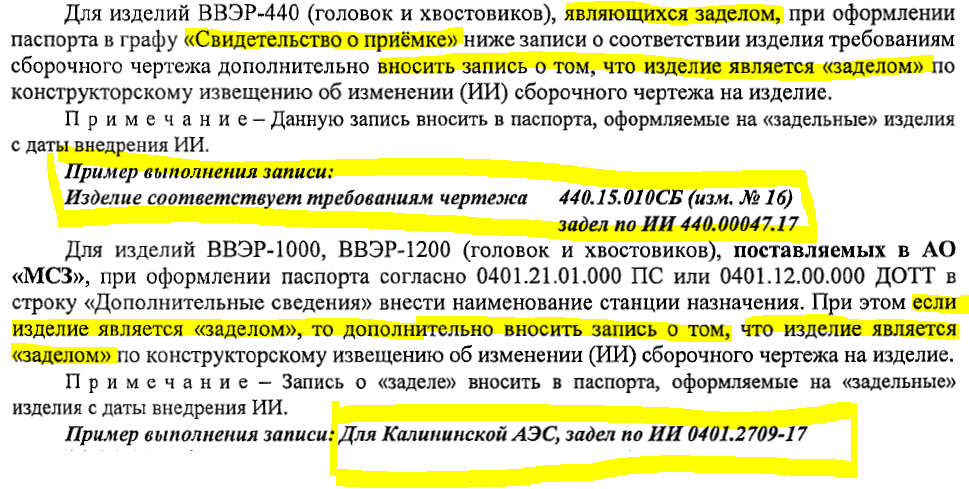 Для изделий ВВЭР-440 (головок и хвостовиков), являющихся заделом, при оформлении
паспорта в графу «Свидетельство о приёмке» ниже записи о соответствии изделия требованиям
сборочного чертежа дополнительно вносить запись о том, что изделие является «заделом» по
конструкторскому извещению об изменении (ИИ) сборочного чертежа на изделие.
П р и м е ч а н и е – Данную запись вносить в паспорта, оформляемые на «задельные» изделия
с даты внедрения ИИ.
Пример выполнения записи:
Изделие соответствует требованиям чертежа 440.15.010СБ (изм. № 16)
задел по ИИ 440.00047.17
Для изделий ВВЭР-1000, ВВЭР-1200 (головок и хвостовиков), поставляемых в АО
«МСЗ», при оформлении паспорта согласно 0401.21.01.000 ПС или 0401.12.00.000 ДОТТ в
строку «Дополнительные сведения» внести наименование станции назначения. При этом если
изделие является «заделом», то дополнительно вносить запись о том, что изделие является
«заделом» по конструкторскому извещению об изменении (ИИ) сборочного чертежа на изделие.
П р и м е ч а н и е – Запись о «заделе» вносить в паспорта, оформляемые на «задельные»
изделия с даты внедрения ИИ.
Пример выполнения записи: Для Калининской АЭС, задел по ИИ 0401.2709-17